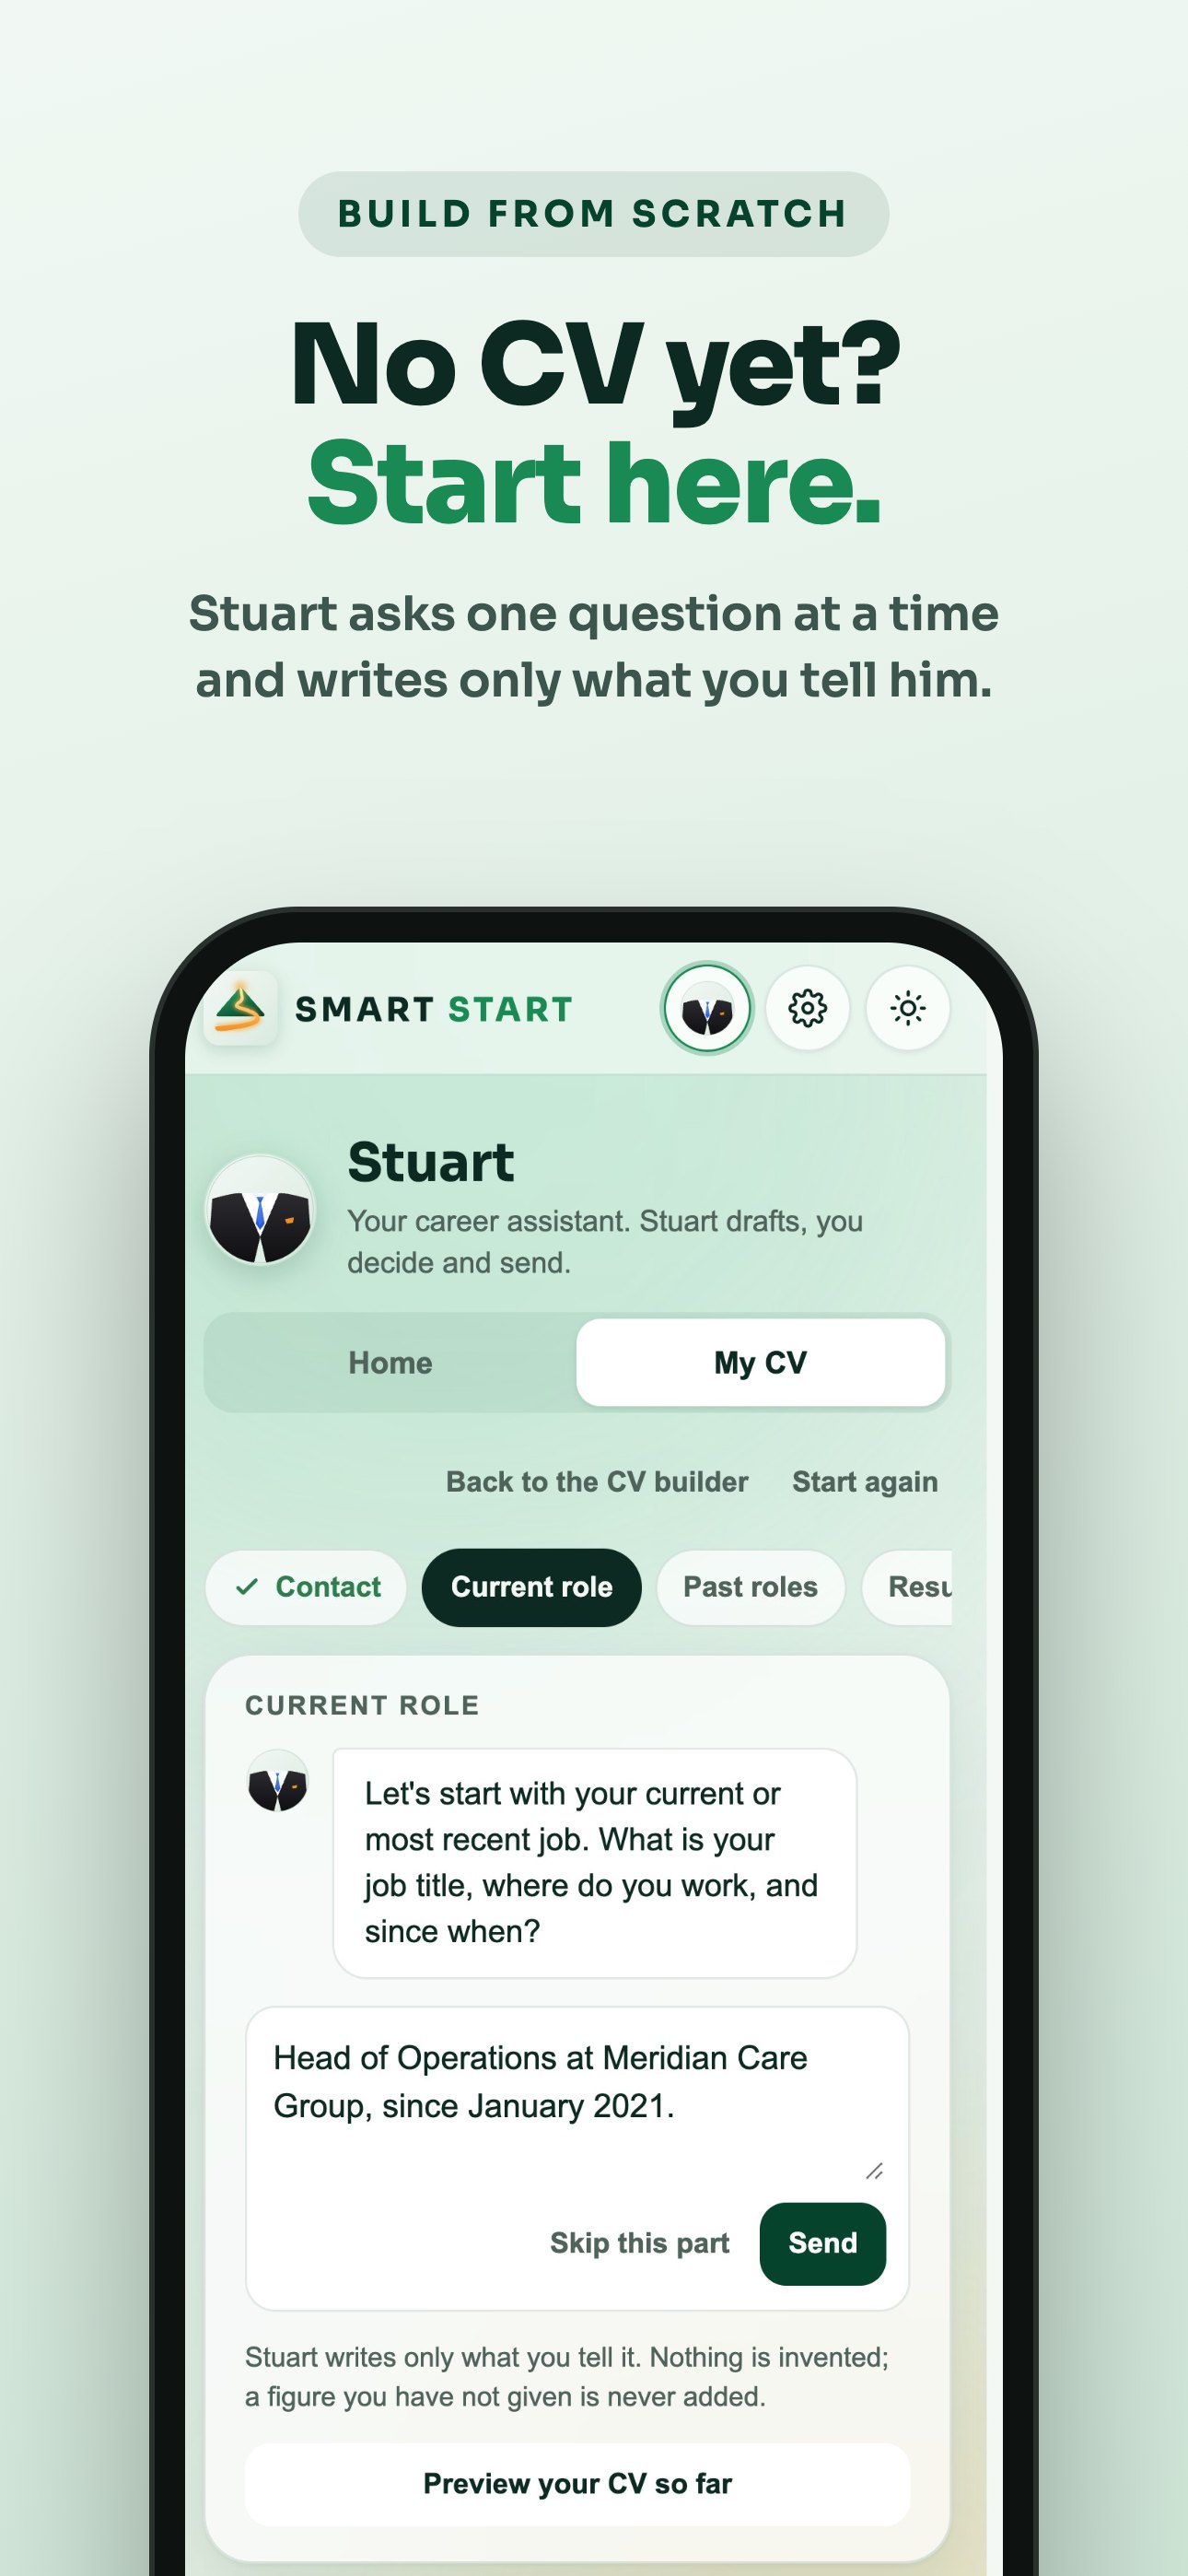 BUILD FROM SCRATCH
No CV yet?
Start here.
Stuart asks one question at a time
and writes only what you tell him.
SMART START
Stuart
Your career assistant. Stuart drafts, you
decide and send.
Home
My CV
Back to the CV builder
Start again
Contact
Current role
Past roles
Resu
CURRENT ROLE
Let's start with your current or
most recent job. What is your
job title, where do you work, and
since when?
Head of Operations at Meridian Care
Group, since January 2021.
Skip this part
Send
Stuart writes only what you tell it. Nothing is invented;
a figure you have not given is never added.
Preview your CV so far